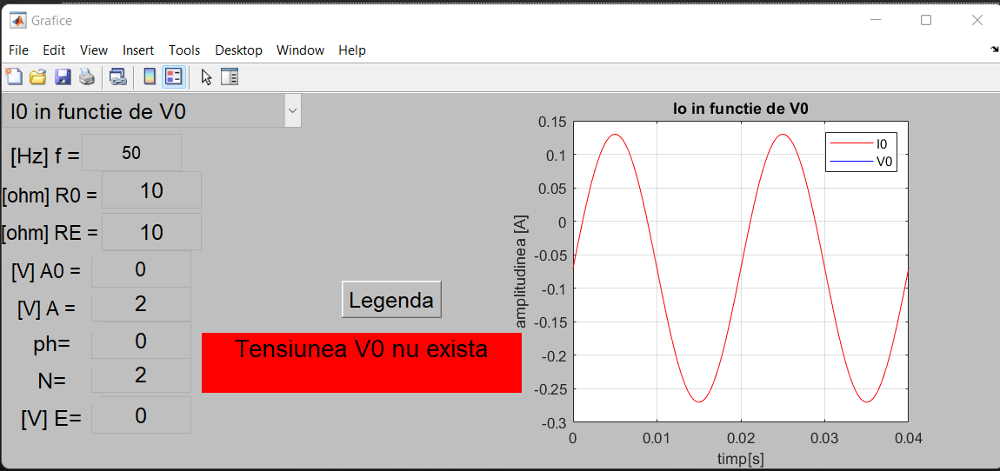 Grafice
File Edit View Insert Tools Desktop Window Help
I0 in functie de V0
[Hz] f = 50
[ohm] R0 = 10
[ohm] RE = 10
[V] A0 = 0
[V] A = 2
ph= 0
N= 2
[V] E= 0
Legenda
Tensiunea V0 nu exista
Io in functie de V0
I0
V0
0.15
0.1
0.05
0
-0.05
-0.1
-0.15
-0.2
-0.25
-0.3
amplitudinea [A]
0 0.01 0.02 0.03 0.04
timp[s]